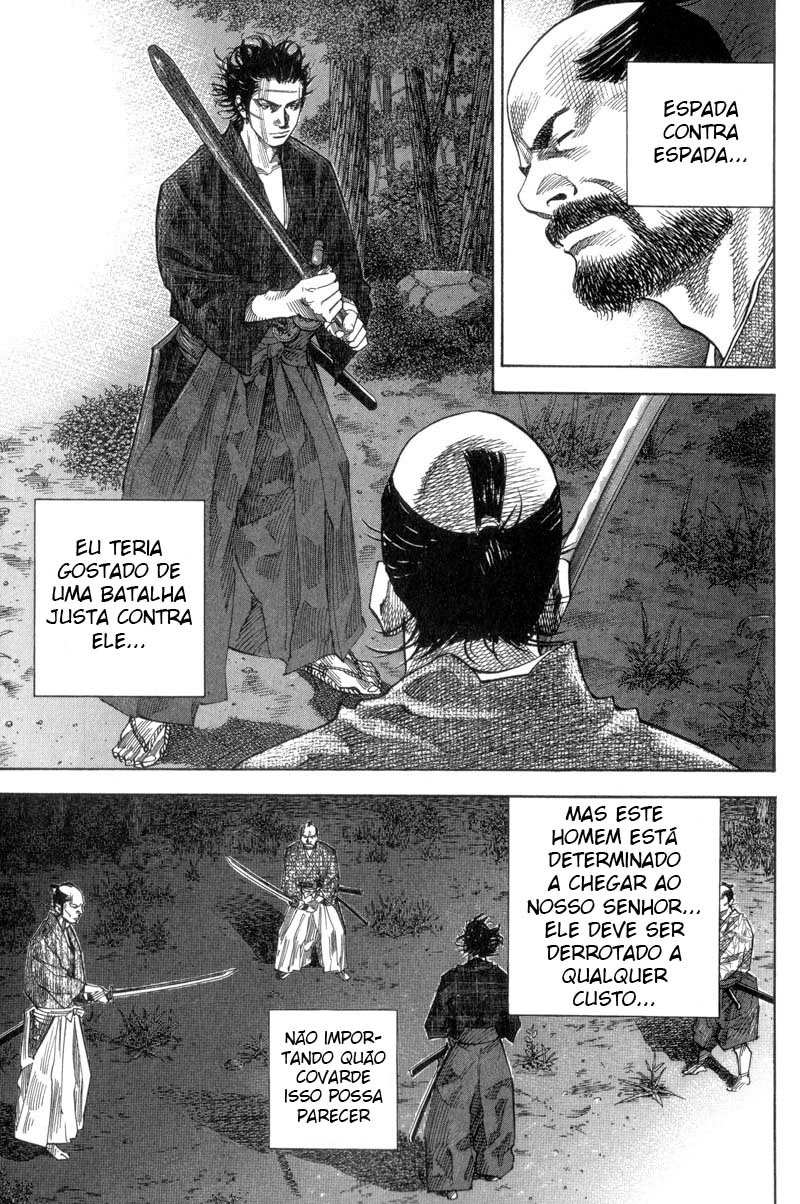 ESPADA
CONTRA
ESPADA...
EU TERIA
GOSTADO DE
UMA BATALHA
JUSTA CONTRA
ELE...
MAS ESTE
HOMEM ESTÁ
DETERMINADO
A CHEGAR AO
NOSSO SENHOR...
ELE DEVE SER
DERROTADO A
QUALQUER
CUSTO...
NÃO IMPOR-
TANDO QUÃO
COVARDE
ISSO POSSA
PARECER